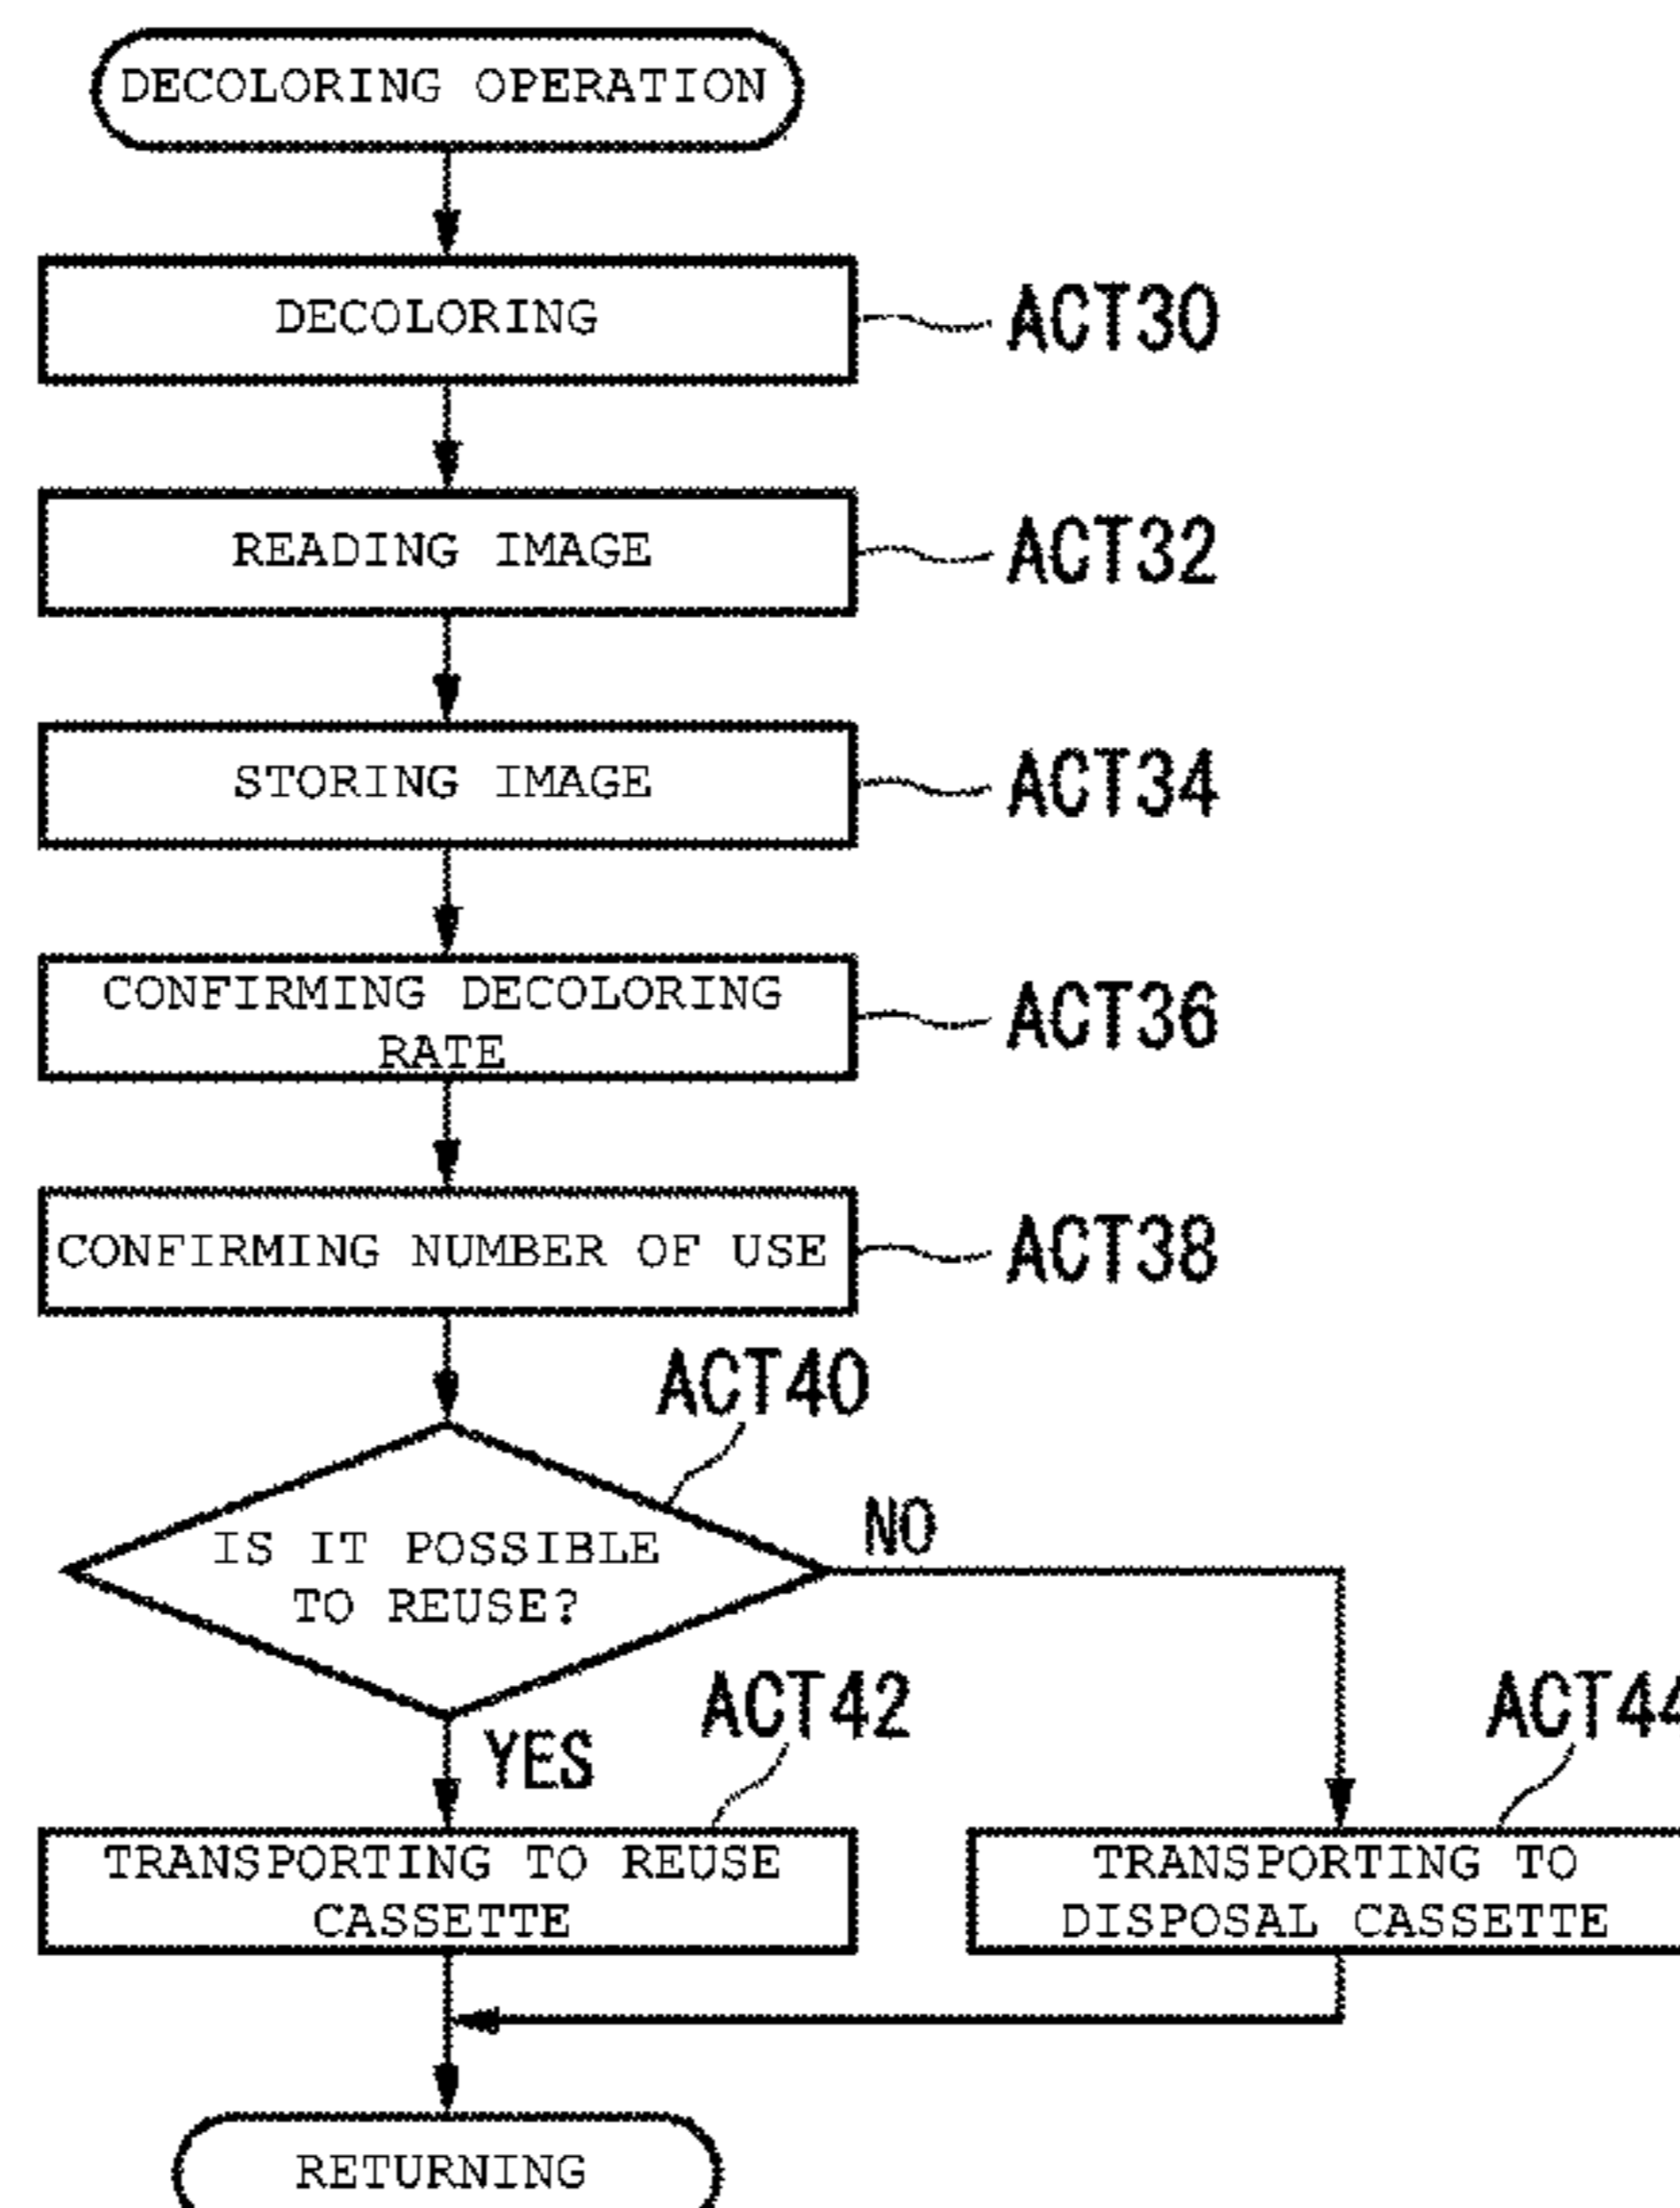 DECOLORING OPERATION
DECOLORING
ACT30
READING IMAGE
ACT32
STORING IMAGE
ACT34
CONFIRMING DECOLORING
RATE
ACT36
CONFIRMING NUMBER OF USE
ACT38
ACT40
IS IT POSSIBLE
TO REUSE?
NO
YES
ACT42
TRANSPORTING TO REUSE
CASSETTE
ACT44
TRANSPORTING TO
DISPOSAL CASSETTE
RETURNING